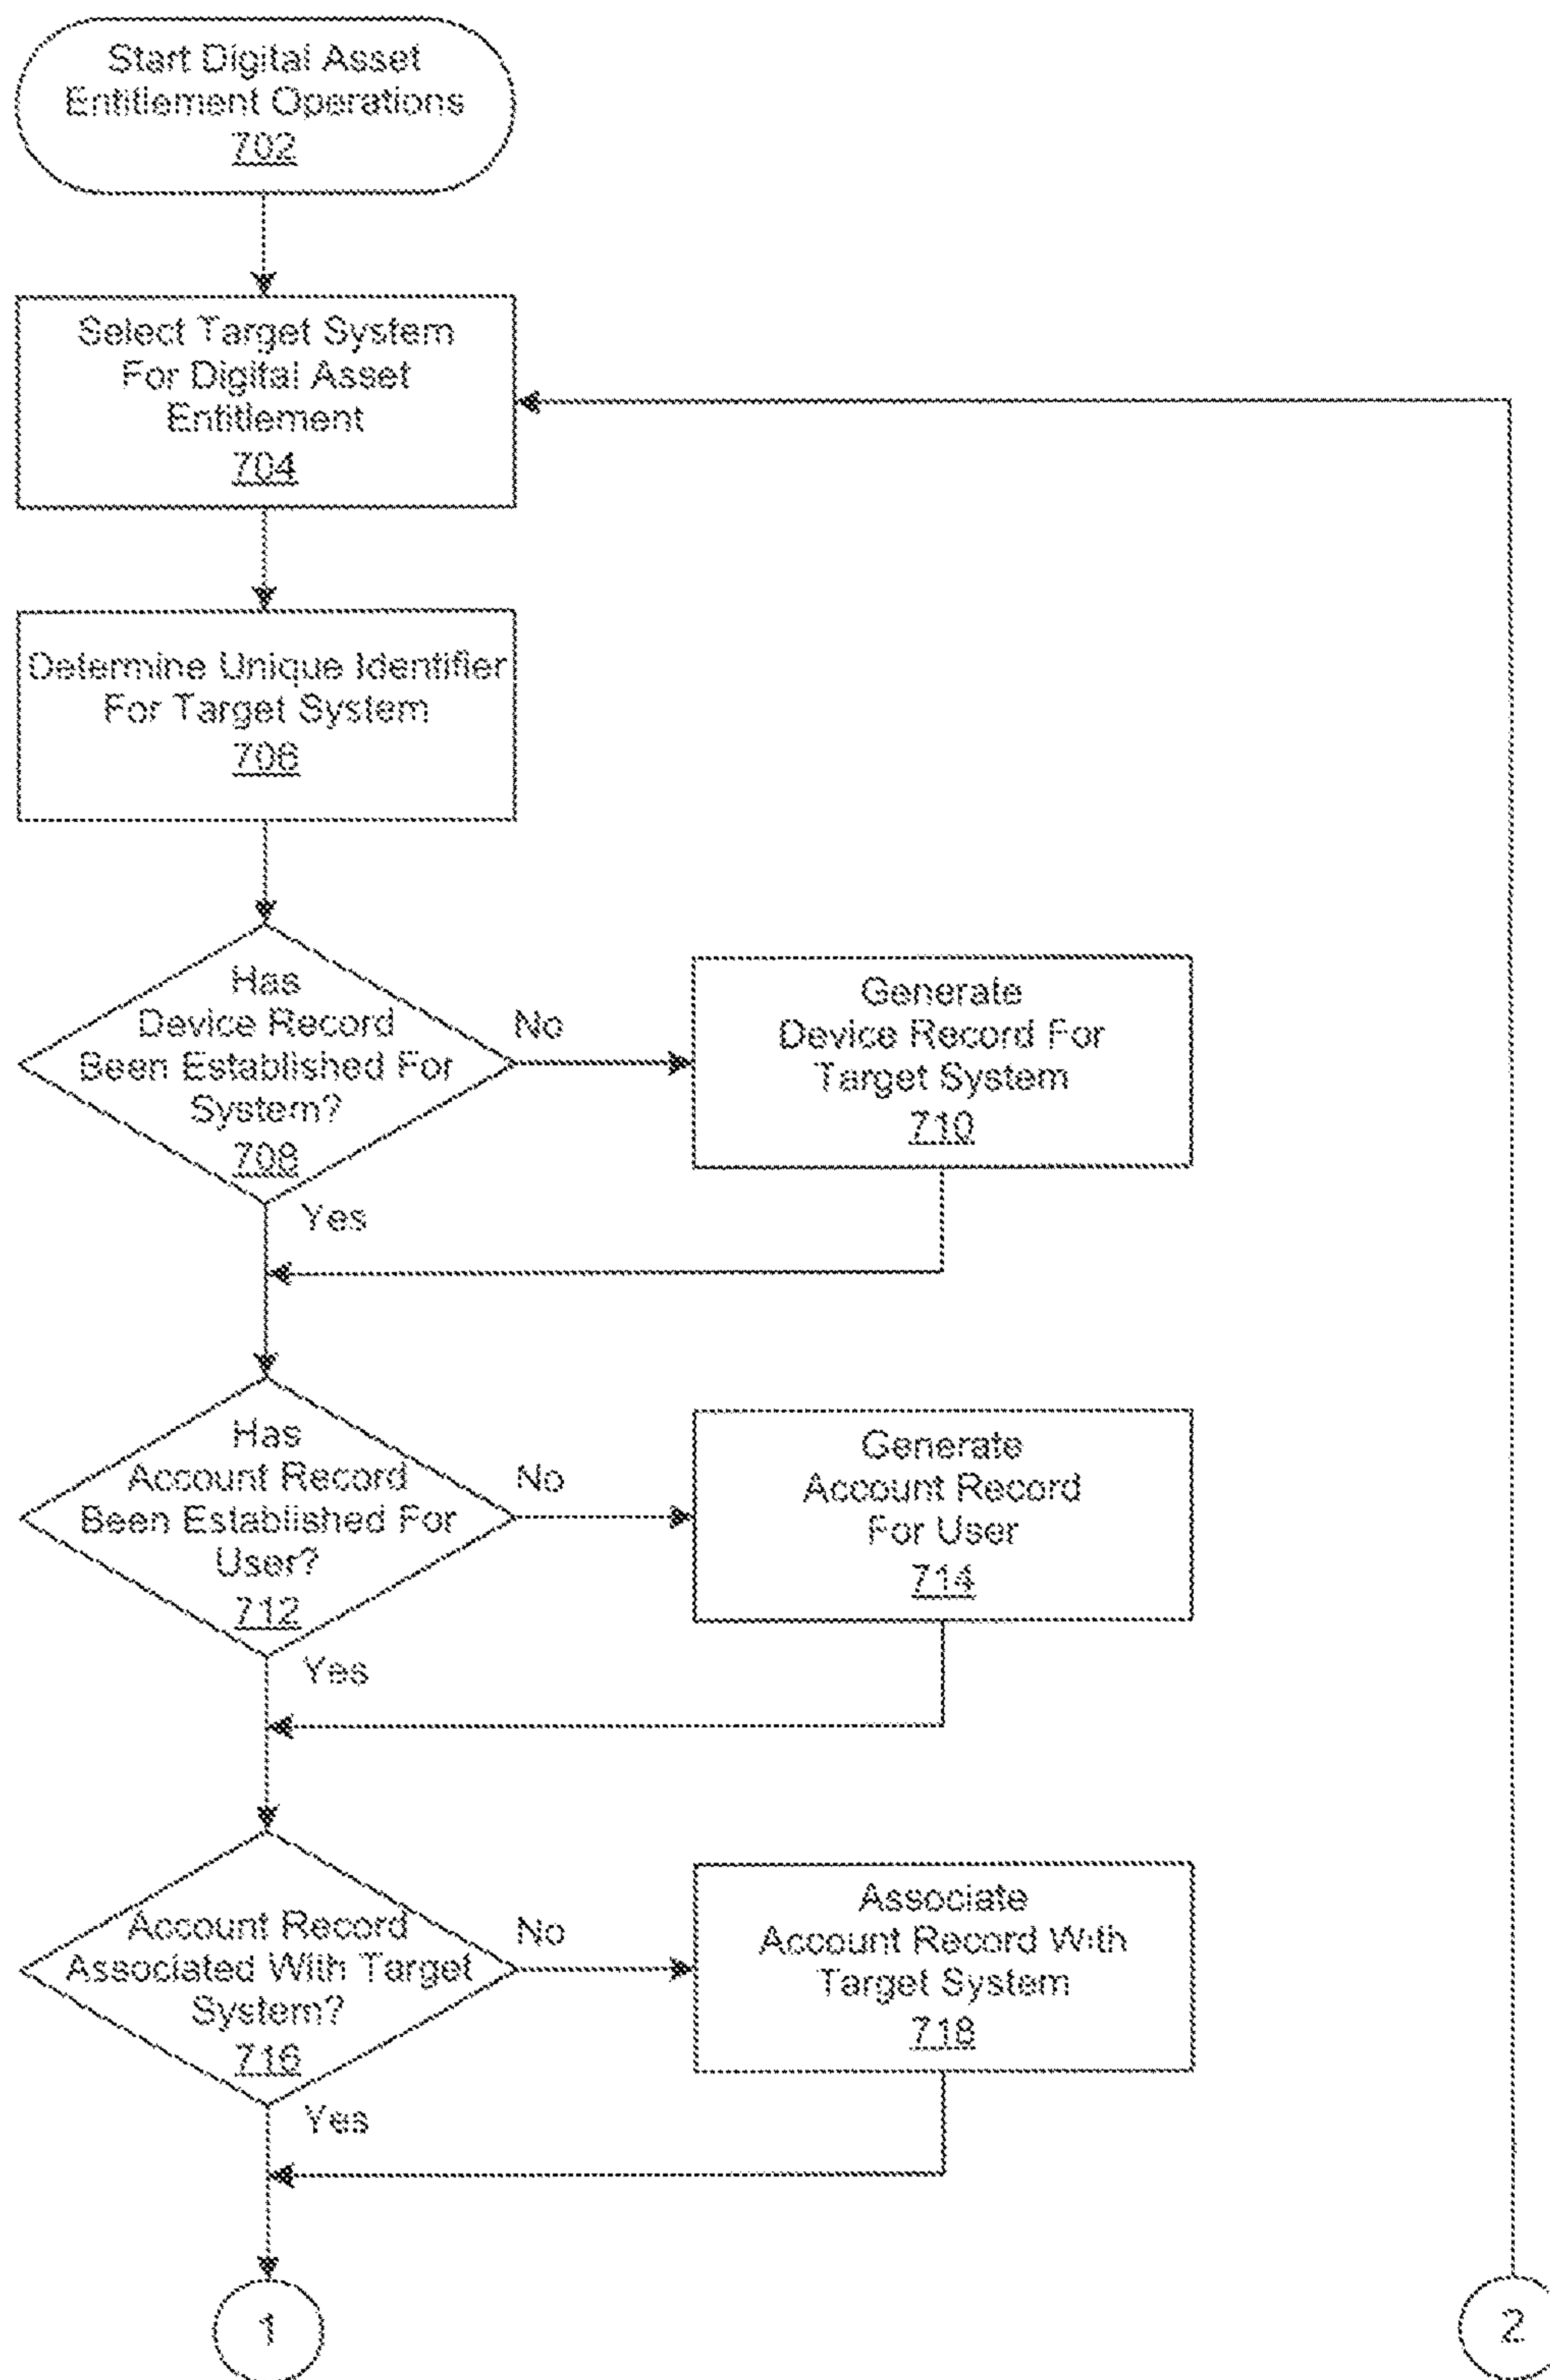 Start Digital Asset
Entitlement Operations
702
Select Target System
For Digital Asset
Entitlement
704
Determine Unique Identifier
For Target System
706
Has
Device Record
Been Established For
System?
708
No
Generate
Device Record For
Target System
710
Yes
Has
Account Record
Been Established For
User?
712
No
Generate
Account Record
For User
714
Yes
Account Record
Associated With Target
System?
716
No
Associate
Account Record With
Target System
718
Yes
1
2